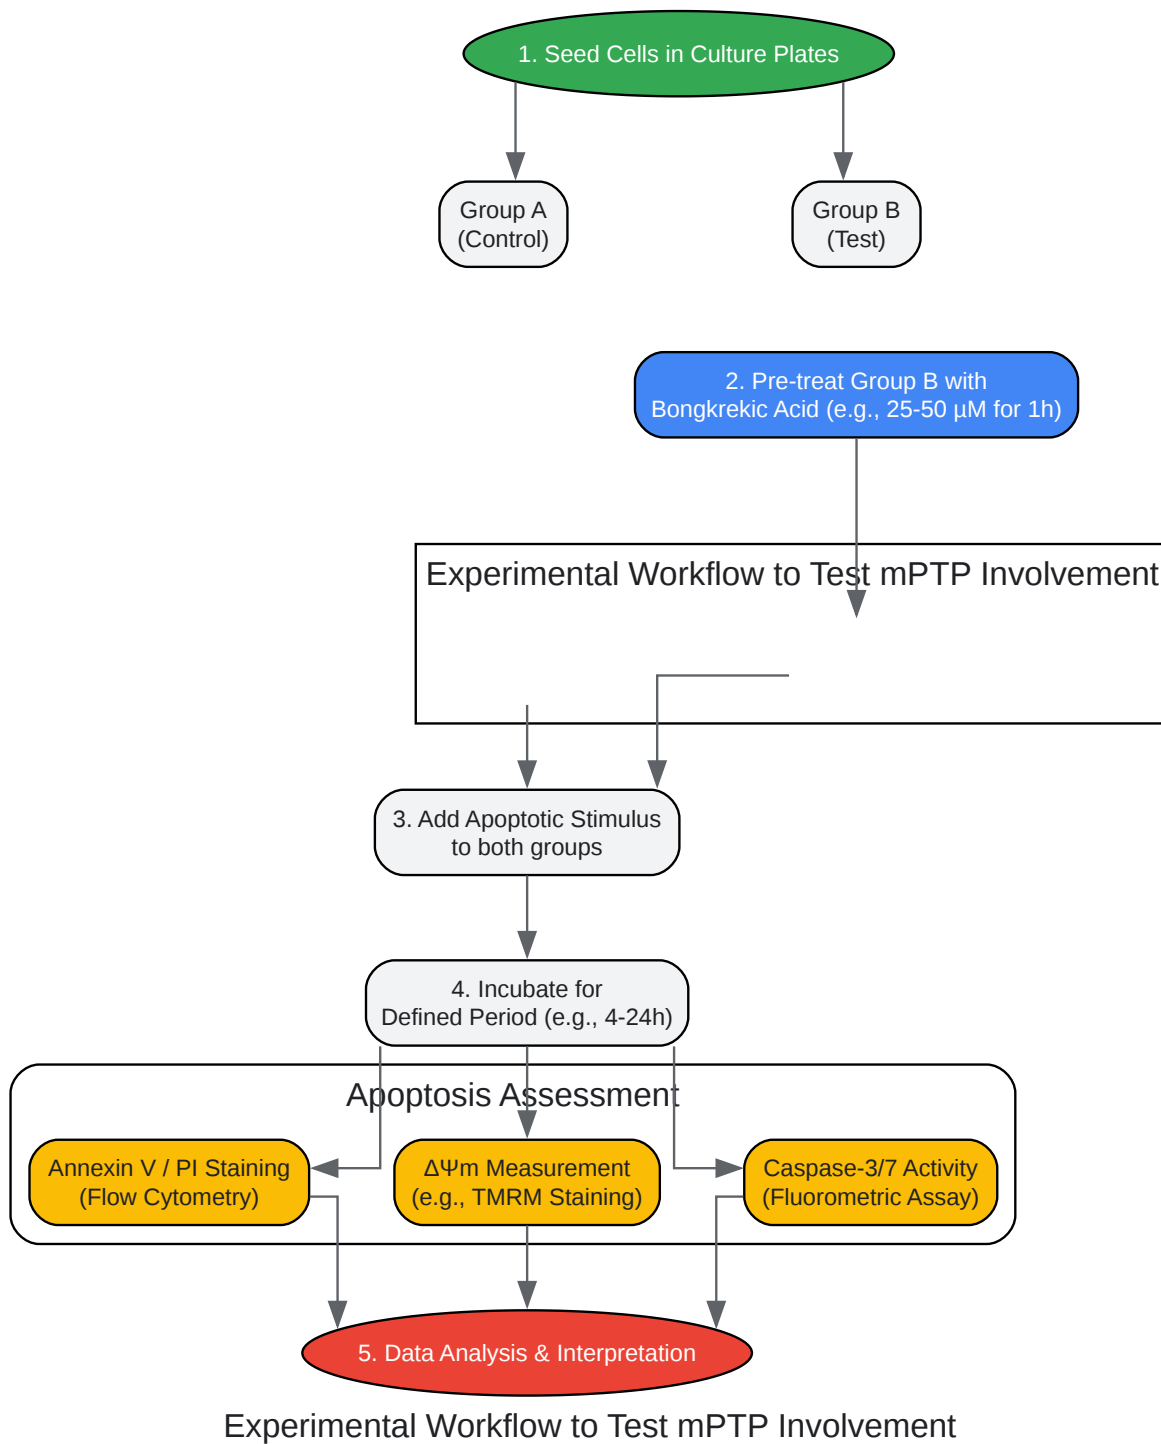 1. Seed Cells in Culture Plates
Group A
(Control)
Group B
(Test)
2. Pre-treat Group B with
Bongkrekic Acid (e.g., 25-50 µM for 1h)
Experimental Workflow to Test mPTP Involvement
3. Add Apoptotic Stimulus
to both groups
4. Incubate for
Defined Period (e.g., 4-24h)
Apoptosis Assessment
Annexin V / PI Staining
(Flow Cytometry)
ΔΨm Measurement
(e.g., TMRM Staining)
Caspase-3/7 Activity
(Fluorometric Assay)
5. Data Analysis & Interpretation
Experimental Workflow to Test mPTP Involvement